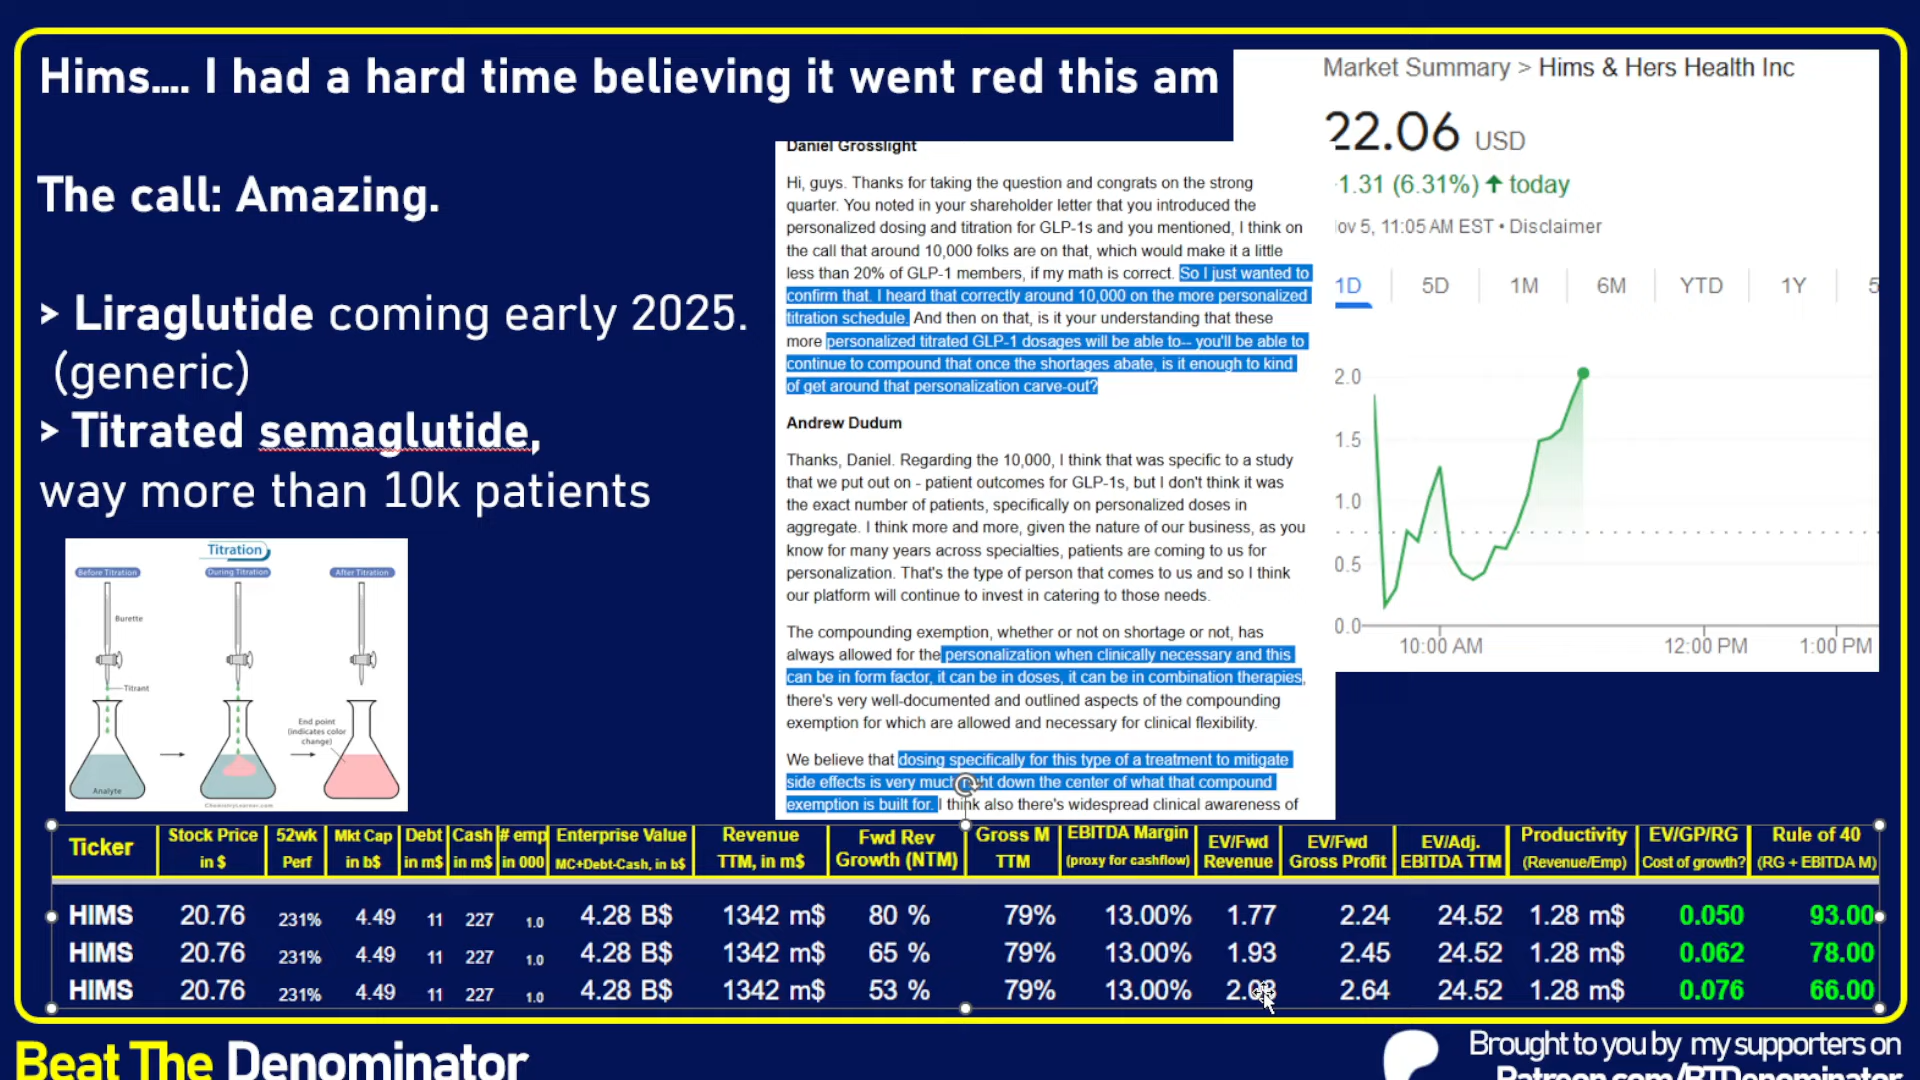 Hims.... I had a hard time believing it went red this am
The call: Amazing.
> Liraglutide coming early 2025.
(generic)
> Titrated semaglutide,
way more than 10k patients
Titration
Before Titration
During Titration
After Titration
Burette
Titrant
End point
(indicates color
change)
Analyte
ChemistryLearner.com
Daniel Grosslight
Hi, guys. Thanks for taking the question and congrats on the strong
quarter. You noted in your shareholder letter that you introduced the
personalized dosing and titration for GLP-1s and you mentioned, I think on
the call that around 10,000 folks are on that, which would make it a little
less than 20% of GLP-1 members, if my math is correct. So I just wanted to
confirm that. I heard that correctly around 10,000 on the more personalized
titration schedule. And then on that, is it your understanding that these
more personalized titrated GLP-1 dosages will be able to-- you'll be able to
continue to compound that once the shortages abate, is it enough to kind
of get around that personalization carve-out?
Andrew Dudum
Thanks, Daniel. Regarding the 10,000, I think that was specific to a study
that we put out on - patient outcomes for GLP-1s, but I don't think it was
the exact number of patients, specifically on personalized doses in
aggregate. I think more and more, given the nature of our business, as you
know for many years across specialties, patients are coming to us for
personalization. That's the type of person that comes to us and so I think
our platform will continue to invest in catering to those needs.
The compounding exemption, whether or not on shortage or not, has
always allowed for the personalization when clinically necessary and this
can be in form factor, it can be in doses, it can be in combination therapies,
there's very well-documented and outlined aspects of the compounding
exemption for which are allowed and necessary for clinical flexibility.
We believe that dosing specifically for this type of a treatment to mitigate
side effects is very much down the center of what that compound
exemption is built for. I think also there's widespread clinical awareness of
Market Summary > Hims & Hers Health Inc
22.06 USD
1.31 (6.31%) ↑ today
ov 5, 11:05 AM EST • Disclaimer
1D 5D 1M 6M YTD 1Y 5
2.0
1.5
1.0
0.5
0.0
10:00 AM 12:00 PM 1:00 PM
Ticker Stock Price in $ 52wk Perf Mkt Cap in b$ Debt in m$ Cash in m$ # emp in 000 Enterprise Value MC+Debt-Cash, in b$ Revenue TTM, in m$ Fwd Rev Growth (NTM) Gross M TTM EBITDA Margin (proxy for cashflow) EV/Fwd Revenue EV/Fwd Gross Profit EV/Adj. EBITDA TTM Productivity (Revenue/Emp) EV/GP/RG Cost of growth? Rule of 40 (RG + EBITDA M)
HIMS 20.76 231% 4.49 11 227 1.0 4.28 B$ 1342 m$ 80 % 79% 13.00% 1.77 2.24 24.52 1.28 m$ 0.050 93.00
HIMS 20.76 231% 4.49 11 227 1.0 4.28 B$ 1342 m$ 65 % 79% 13.00% 1.93 2.45 24.52 1.28 m$ 0.062 78.00
HIMS 20.76 231% 4.49 11 227 1.0 4.28 B$ 1342 m$ 53 % 79% 13.00% 2.64 24.52 1.28 m$ 0.076 66.00
Beat The Denominator
Brought to you by my supporters on
Patreon.com/BTDenominator